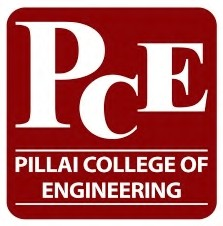 PCE
PILLAI COLLEGE OF
ENGINEERING